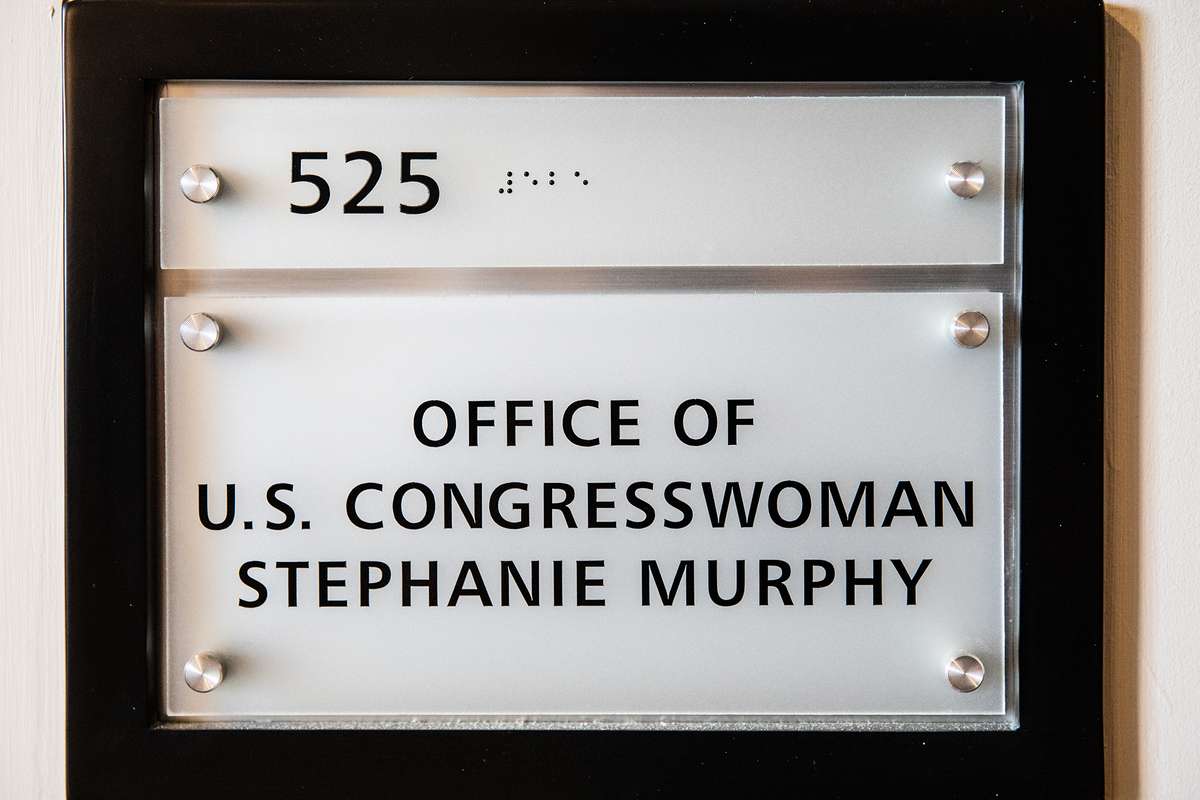 525 ⠼⠑⠃⠑
OFFICE OF
U.S. CONGRESSWOMAN
STEPHANIE MURPHY